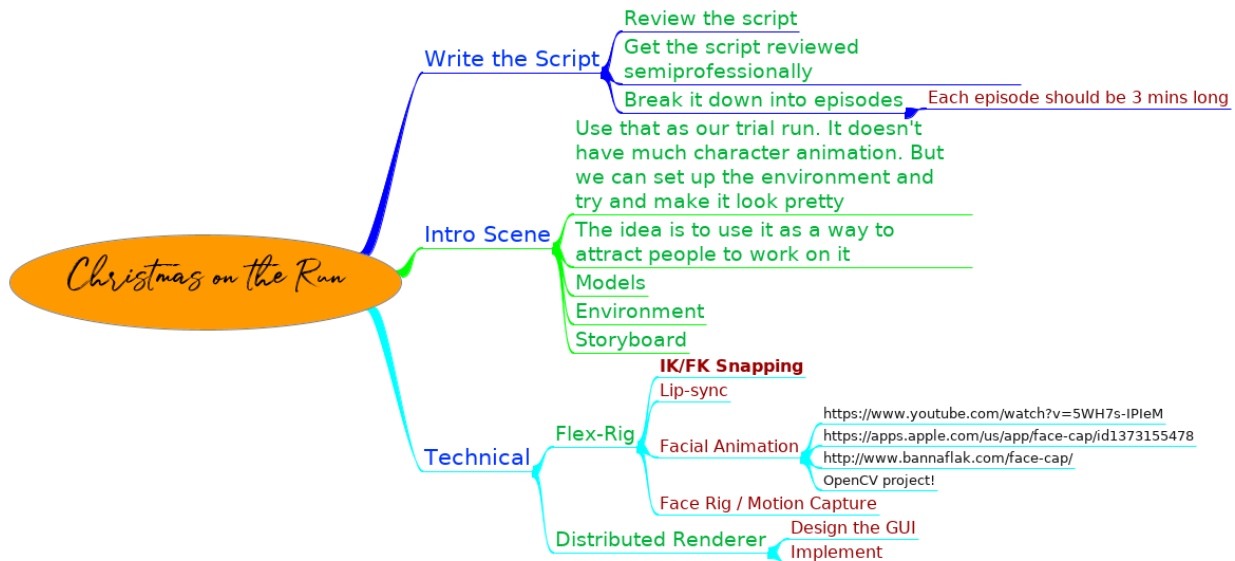 Review the script
Get the script reviewed
semiprofessionally
Write the Script
Break it down into episodes
Each episode should be 3 mins long
Use that as our trial run. It doesn't
have much character animation. But
we can set up the environment and
try and make it look pretty
Intro Scene
The idea is to use it as a way to
attract people to work on it
Models
Environment
Storyboard
Christmas on the Run
IK/FK Snapping
Lip-sync
Flex-Rig
Facial Animation
https://www.youtube.com/watch?v=5WH7s-IPIeM
https://apps.apple.com/us/app/face-cap/id1373155478
http://www.bannaflak.com/face-cap/
OpenCV project!
Technical
Face Rig / Motion Capture
Distributed Renderer
Design the GUI
Implement